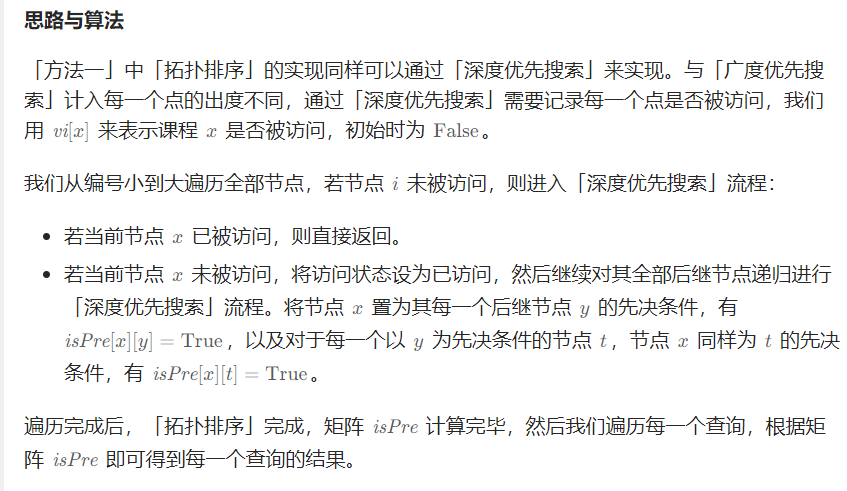 思路与算法
「方法一」中「拓扑排序」的实现同样可以通过「深度优先搜索」来实现。与「广度优先搜
索」计入每一个点的出度不同，通过「深度优先搜索」需要记录每一个点是否被访问，我们
用 vi[x] 来表示课程 x 是否被访问，初始时为 False。
我们从编号小到大遍历全部节点，若节点 i 未被访问，则进入「深度优先搜索」流程：
• 若当前节点 x 已被访问，则直接返回。
• 若当前节点 x 未被访问，将访问状态设为已访问，然后继续对其全部后继节点递归进行
「深度优先搜索」流程。将节点 x 置为其每一个后继节点 y 的先决条件，有
isPre[x][y] = True，以及对于每一个以 y 为先决条件的节点 t，节点 x 同样为 t 的先决
条件，有 isPre[x][t] = True。
遍历完成后，「拓扑排序」完成，矩阵 isPre 计算完毕，然后我们遍历每一个查询，根据矩
阵 isPre 即可得到每一个查询的结果。